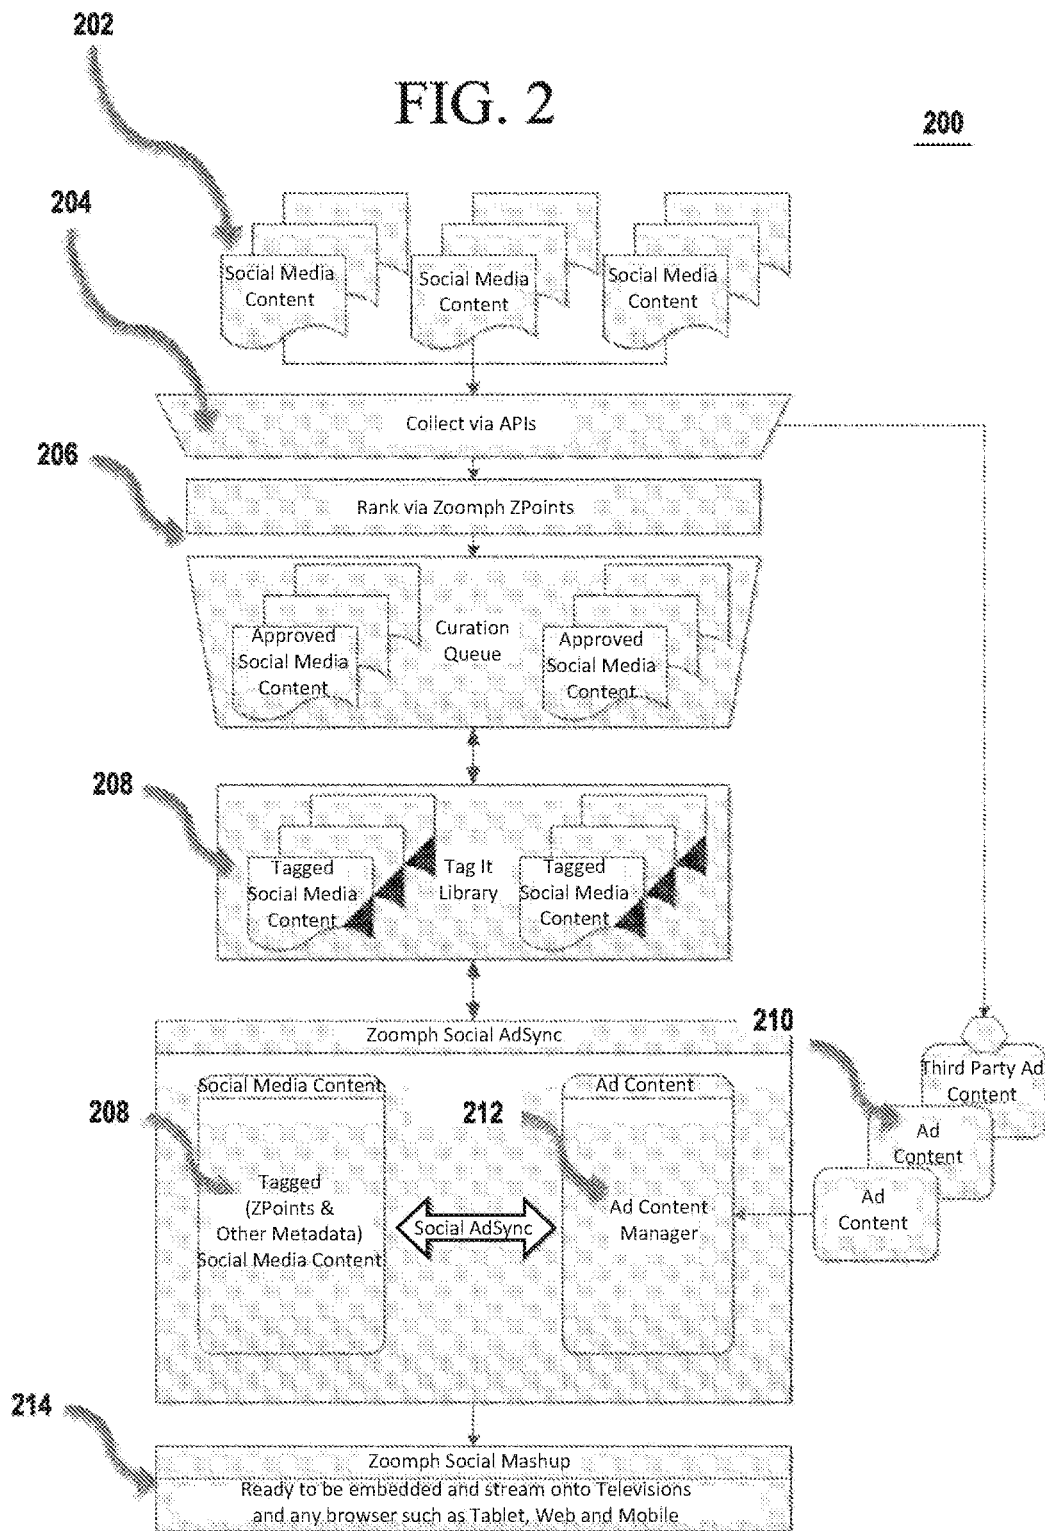 202
FIG. 2
200
204
Social Media
Content
Social Media
Content
Social Media
Content
Collect via APIs
206
Rank via Zoomph ZPoints
Approved
Social Media
Content
Curation
Queue
Approved
Social Media
Content
208
Tagged
Social Media
Content
Tag It
Library
Tagged
Social Media
Content
Zoomph Social AdSync
210
Third Party Ad
Content
Ad
Content
Ad
Content
Social Media Content
Ad Content
208
212
Tagged
(ZPoints &
Other Metadata)
Social Media Content
Social AdSync
Ad Content
Manager
214
Zoomph Social Mashup
Ready to be embedded and stream onto Televisions
and any browser such as Tablet, Web and Mobile